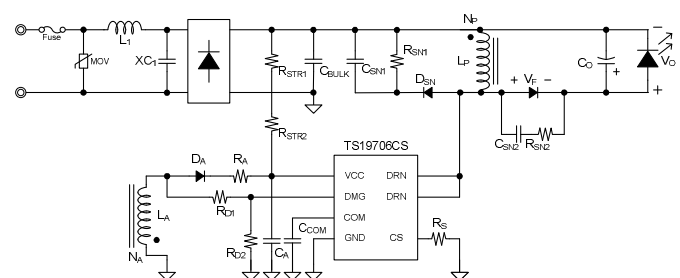 Fuse
L1
MOV
XC1
RSTR1
CBULK
CSN1
RSN1
DSN
NP
LP
+ VF −
CSN2
RSN2
CO
+
−
VO
+
RSTR2
TS19706CS
DA
RA
VCC
DRN
DMG
DRN
COM
GND
CS
RS
LA
NA
RD1
RD2
CA
CCOM